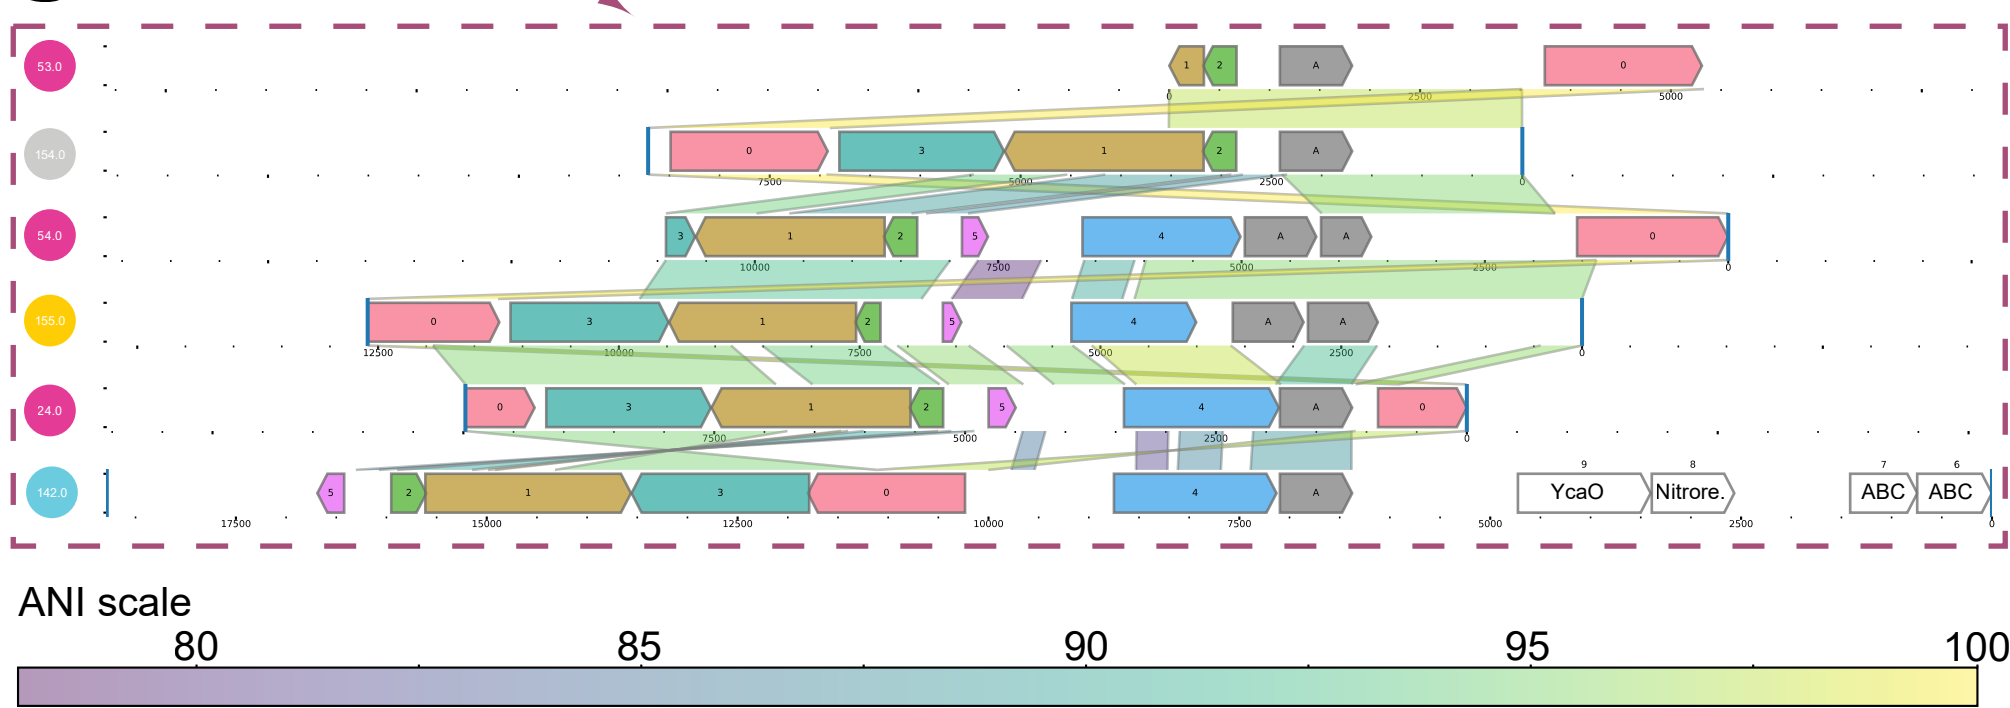 53.0 1 2 A 0
0 2500 5000
154.0 0 3 1 2 A
7500 5000 2500 0
54.0 3 1 2 5 4 A A 0
10000 7500 5000 2500 0
155.0 0 3 1 2 5 4 A A
12500 10000 7500 5000 2500 0
24.0 0 3 1 2 5 4 A 0
7500 5000 2500 0
9 8 7 6
142.0 5 2 1 3 0 4 A YcaO Nitrore. ABC ABC
17500 15000 12500 10000 7500 5000 2500 0
ANI scale
80 85 90 95 100